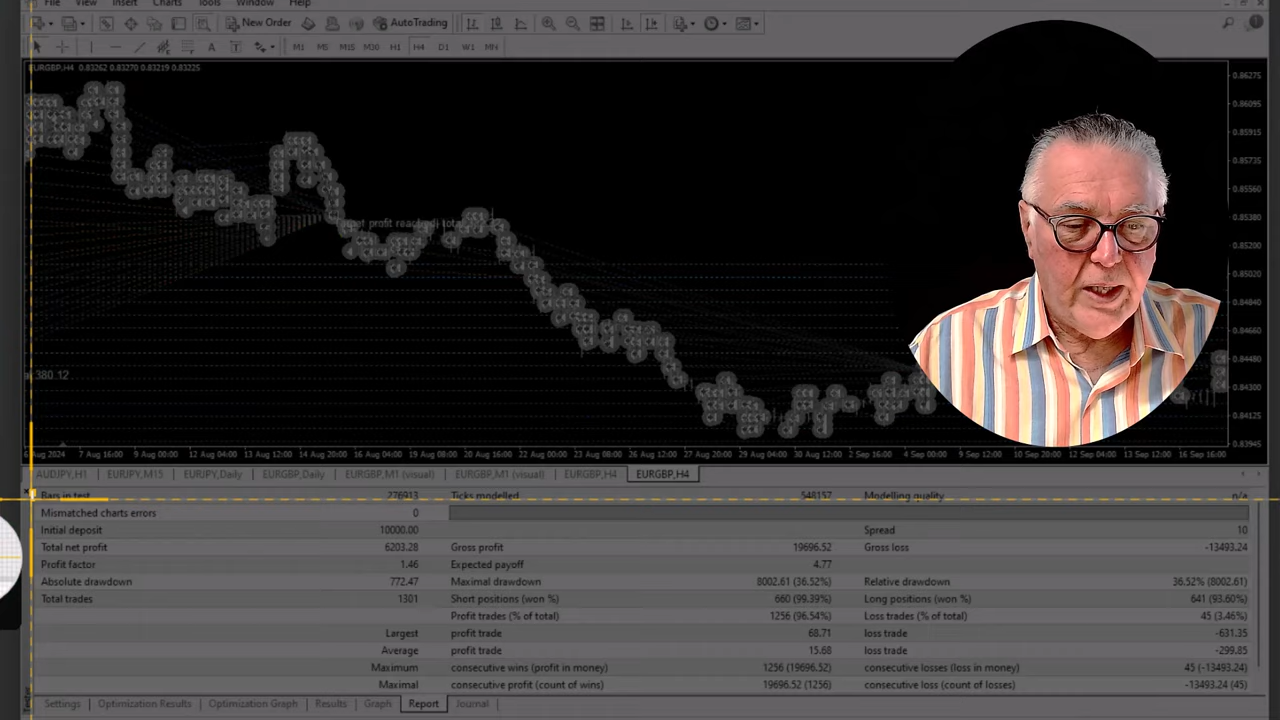 File View Insert Charts Tools Window Help
New Order AutoTrading
A T M1 M5 M15 M30 H1 H4 D1 W1 MN
EURGBP,H4 0.83262 0.83270 0.83219 0.83225
0.86275
0.86095
0.85915
0.85735
0.85560
0.85380
0.85200
0.85020
0.84840
0.84660
0.84480
0.84300
0.84125
0.83945
380.12
6 Aug 2024 7 Aug 16:00 9 Aug 00:00 12 Aug 04:00 13 Aug 12:00 14 Aug 20:00 16 Aug 04:00 19 Aug 08:00 20 Aug 16:00 22 Aug 00:00 23 Aug 08:00 26 Aug 12:00 27 Aug 20:00 29 Aug 04:00 30 Aug 12:00 2 Sep 16:00 4 Sep 00:00 9 Sep 12:00 10 Sep 20:00 12 Sep 04:00 13 Sep 12:00 16 Sep 16:00
AUDJPY,H1 EURJPY,M15 EURJPY,Daily EURGBP,Daily EURGBP,M1 (visual) EURGBP,M1 (visual) EURGBP,H4 EURGBP,H4
Bars in test 276913 Ticks modelled 548157 Modelling quality n/a
Mismatched charts errors 0
Initial deposit 10000.00 Spread 10
Total net profit 6203.28 Gross profit 19696.52 Gross loss -13493.24
Profit factor 1.46 Expected payoff 4.77
Absolute drawdown 772.47 Maximal drawdown 8002.61 (36.52%) Relative drawdown 36.52% (8002.61)
Total trades 1301 Short positions (won %) 660 (99.39%) Long positions (won %) 641 (93.60%)
Profit trades (% of total) 1256 (96.54%) Loss trades (% of total) 45 (3.46%)
Largest profit trade 68.71 loss trade -631.35
Average profit trade 15.68 loss trade -299.85
Maximum consecutive wins (profit in money) 1256 (19696.52) consecutive losses (loss in money) 45 (-13493.24)
Maximal consecutive profit (count of wins) 19696.52 (1256) consecutive loss (count of losses) -13493.24 (45)
Settings Optimization Results Optimization Graph Results Graph Report Journal